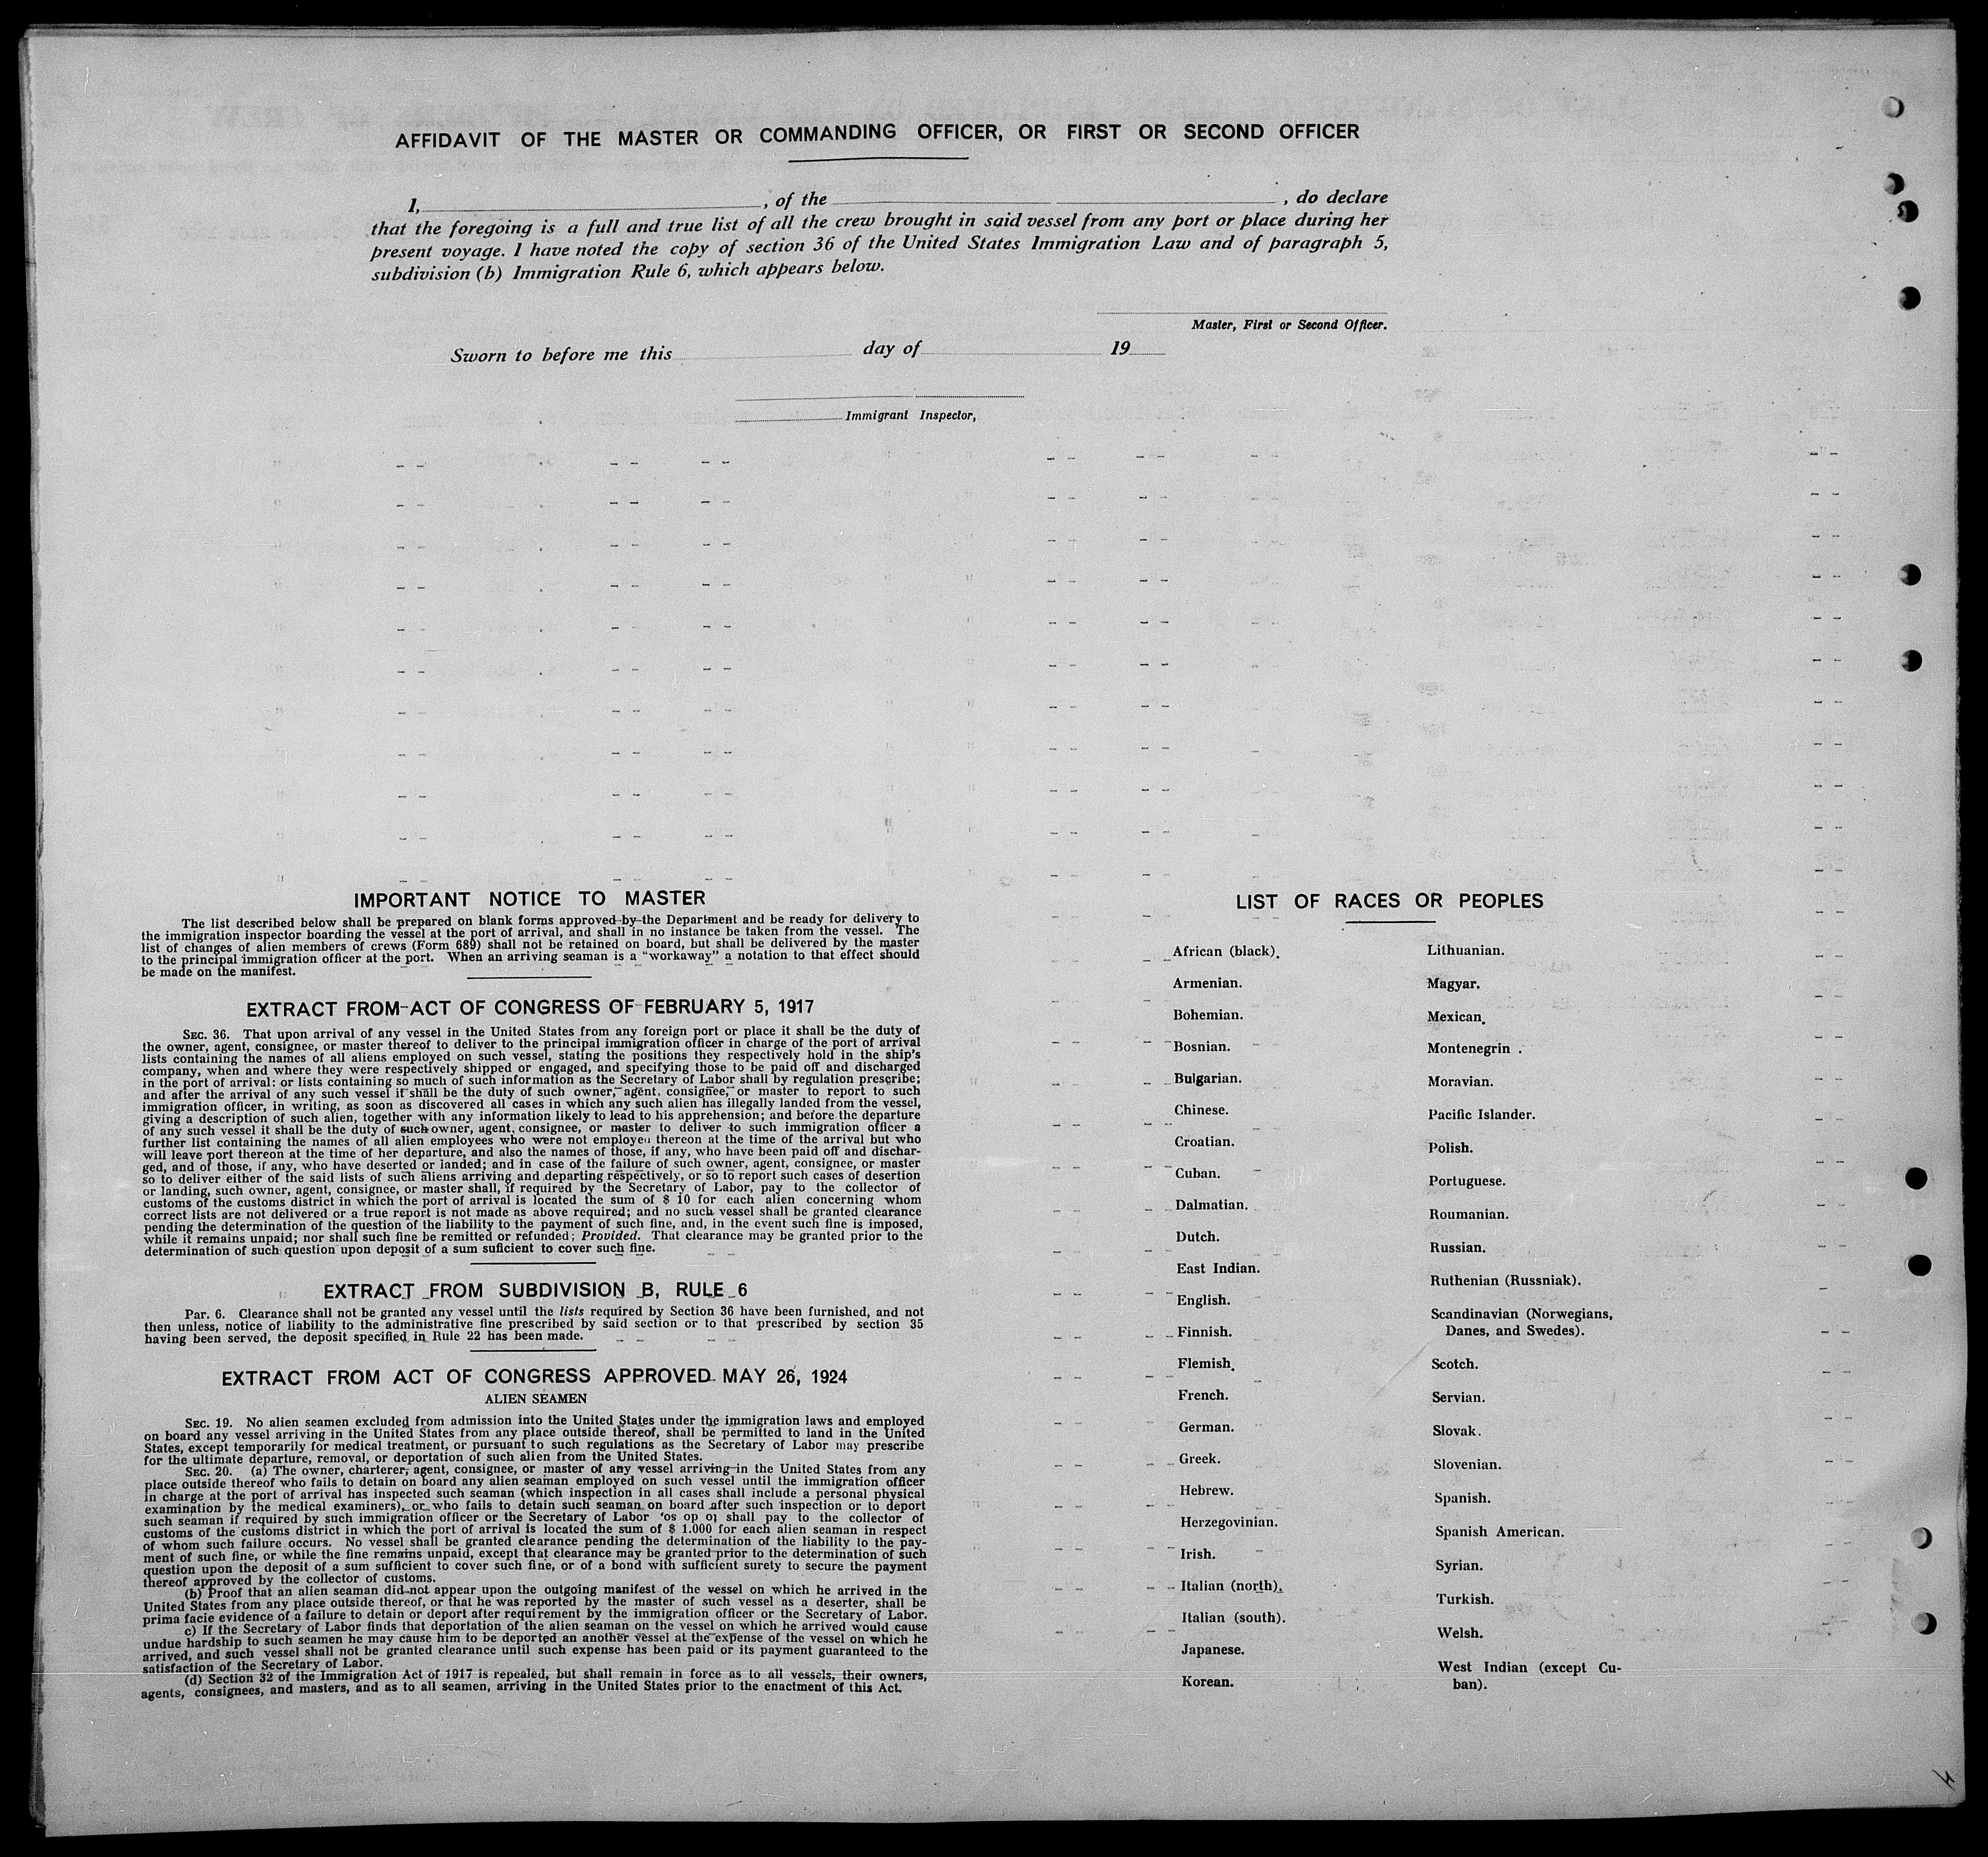 AFFIDAVIT OF THE MASTER OR COMMANDING OFFICER, OR FIRST OR SECOND OFFICER
I, , of the , do declare
that the foregoing is a full and true list of all the crew brought in said vessel from any port or place during her
present voyage. I have noted the copy of section 36 of the United States Immigration Law and of paragraph 5,
subdivision (b) Immigration Rule 6, which appears below.
Master, First or Second Officer.
Sworn to before me this day of 19
Immigrant Inspector,
IMPORTANT NOTICE TO MASTER
The list described below shall be prepared on blank forms approved by the Department and be ready for delivery to
the immigration inspector boarding the vessel at the port of arrival, and shall in no instance be taken from the vessel. The
list of changes of alien members of crews (Form 689) shall not be retained on board, but shall be delivered by the master
to the principal immigration officer at the port. When an arriving seaman is a "workaway" a notation to that effect should
be made on the manifest.
EXTRACT FROM ACT OF CONGRESS OF FEBRUARY 5, 1917
SEC. 36. That upon arrival of any vessel in the United States from any foreign port or place it shall be the duty of
the owner, agent, consignee, or master thereof to deliver to the principal immigration officer in charge of the port of arrival
lists containing the names of all aliens employed on such vessel, stating the positions they respectively hold in the ship's
company, when and where they were respectively shipped or engaged, and specifying those to be paid off and discharged
in the port of arrival: or lists containing so much of such information as the Secretary of Labor shall by regulation prescribe;
and after the arrival of any such vessel if shall be the duty of such owner, agent, consignee, or master to report to such
immigration officer, in writing, as soon as discovered all cases in which any such alien has illegally landed from the vessel,
giving a description of such alien, together with any information likely to lead to his apprehension; and before the departure
of any such vessel it shall be the duty of such owner, agent, consignee, or master to deliver to such immigration officer a
further list containing the names of all alien employees who were not employed thereon at the time of the arrival but who
will leave port thereon at the time of her departure, and also the names of those, if any, who have been paid off and dischar-
ged, and of those, if any, who have deserted or landed; and in case of the failure of such owner, agent, consignee, or master
so to deliver either of the said lists of such aliens arriving and departing respectively, or so to report such cases of desertion
or landing, such owner, agent, consignee, or master shall, if required by the Secretary of Labor, pay to the collector of
customs of the customs district in which the port of arrival is located the sum of $ 10 for each alien concerning whom
correct lists are not delivered or a true report is not made as above required; and no such vessel shall be granted clearance
pending the determination of the question of the liability to the payment of such fine, and, in the event such fine is imposed,
while it remains unpaid; nor shall such fine be remitted or refunded; Provided. That clearance may be granted prior to the
determination of such question upon deposit of a sum suficient to cover such fine.
EXTRACT FROM SUBDIVISION B, RULE 6
Par. 6. Clearance shall not be granted any vessel until the lists required by Section 36 have been furnished, and not
then unless, notice of liability to the administrative fine prescribed by said section or to that prescribed by section 35
having been served, the deposit specified in Rule 22 has been made.
EXTRACT FROM ACT OF CONGRESS APPROVED MAY 26, 1924
ALIEN SEAMEN
SEC. 19. No alien seamen excluded from admission into the United States under the immigration laws and employed
on board any vessel arriving in the United States from any place outside thereof, shall be permitted to land in the United
States, except temporarily for medical treatment, or pursuant to such regulations as the Secretary of Labor may prescribe
for the ultimate departure, removal, or deportation of such alien from the United States.
SEC. 20. (a) The owner, charterer, agent, consignee, or master of any vessel arriving in the United States from any
place outside thereof who fails to detain on board any alien seaman employed on such vessel until the immigration officer
in charge at the port of arrival has inspected such seaman (which inspection in all cases shall include a personal physical
examination by the medical examiners), or who fails to detain such seaman on board after such inspection or to deport
such seaman if required by such immigration officer or the Secretary of Labor 'os op oʇ shall pay to the collector of
customs of the customs district in which the port of arrival is located the sum of $ 1.000 for each alien seaman in respect
of whom such failure occurs. No vessel shall be granted clearance pending the determination of the liability to the pay-
ment of such fine, or while the fine remains unpaid, except that clearance may be granted prior to the determination of such
question upon the deposit of a sum sufficient to cover such fine, or of a bond with sufficient surety to secure the payment
thereof approved by the collector of customs.
(b) Proof that an alien seaman did not appear upon the outgoing manifest of the vessel on which he arrived in the
United States from any place outside thereof, or that he was reported by the master of such vessel as a deserter, shall be
prima facie evidence of a failure to detain or deport after requirement by the immigration officer or the Secretary of Labor.
c) If the Secretary of Labor finds that deportation of the alien seaman on the vessel on which he arrived would cause
undue hardship to such seamen he may cause him to be deported an another vessel at the expense of the vessel on which he
arrived, and such vessel shall not be granted clearance until such expense has been paid or its payment guaranteed to the
satisfaction of the Secretary of Labor.
(d) Section 32 of the Immigration Act of 1917 is repealed, but shall remain in force as to all vessels, their owners,
agents, consignees, and masters, and as to all seamen, arriving in the United States prior to the enactment of this Act.
LIST OF RACES OR PEOPLES
African (black).
Armenian.
Bohemian.
Bosnian.
Bulgarian.
Chinese.
Croatian.
Cuban.
Dalmatian.
Dutch.
East Indian.
English.
Finnish.
Flemish.
French.
German.
Greek.
Hebrew.
Herzegovinian.
Irish.
Italian (north).
Italian (south).
Japanese.
Korean.
Lithuanian.
Magyar.
Mexican.
Montenegrin .
Moravian.
Pacific Islander.
Polish.
Portuguese.
Roumanian.
Russian.
Ruthenian (Russniak).
Scandinavian (Norwegians,
Danes, and Swedes).
Scotch.
Servian.
Slovak.
Slovenian.
Spanish.
Spanish American.
Syrian.
Turkish.
Welsh.
West Indian (except Cu-
ban).